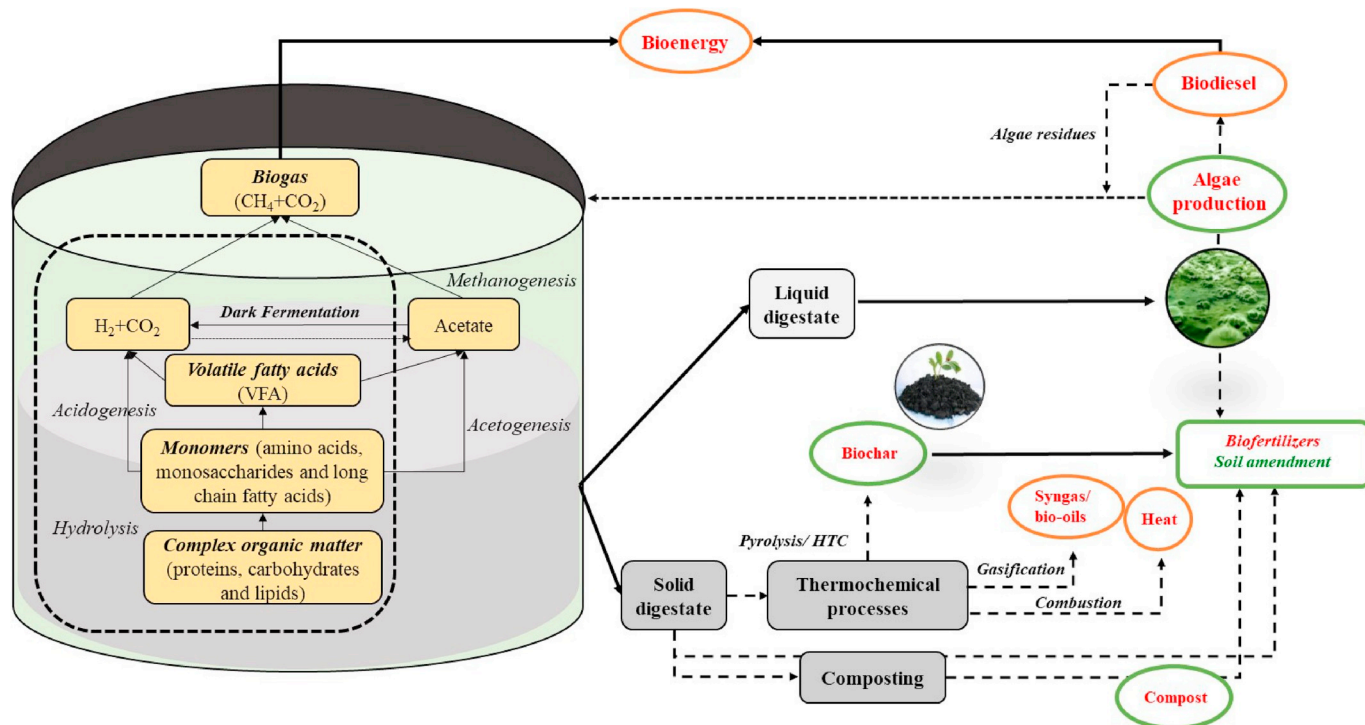 Bioenergy
Biodiesel
Algae residues
Algae
production
Biogas
(CH₄+CO₂)
Methanogenesis
Liquid
digestate
H₂+CO₂
Dark Fermentation
Acetate
Volatile fatty acids
(VFA)
Acidogenesis
Acetogenesis
Monomers (amino acids,
monosaccharides and long
chain fatty acids)
Biochar
Biofertilizers
Soil amendment
Syngas/
bio-oils
Heat
Hydrolysis
Complex organic matter
(proteins, carbohydrates
and lipids)
Pyrolysis/ HTC
Solid
digestate
Thermochemical
processes
Gasification
Combustion
Composting
Compost